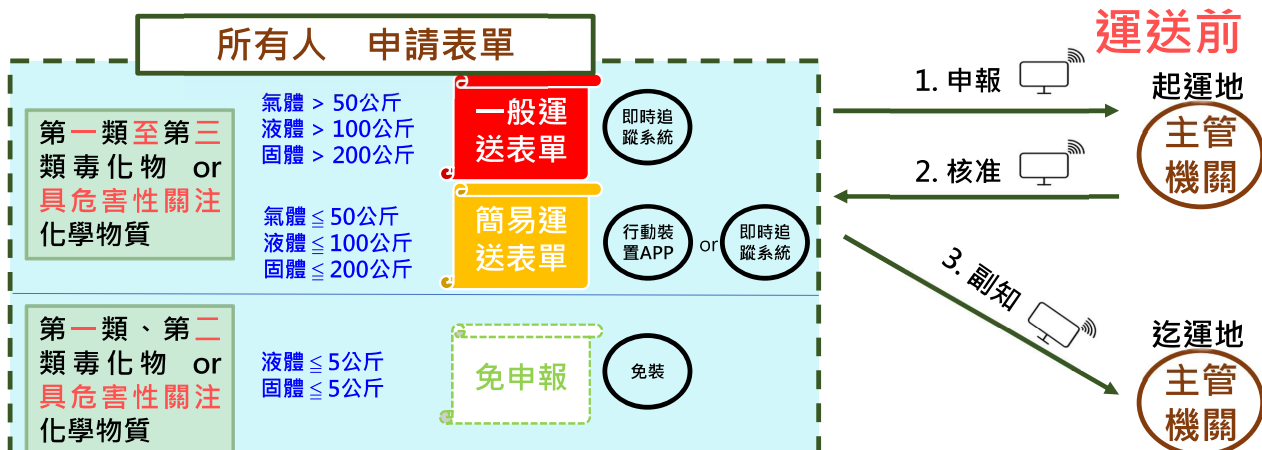 所有人 申請表單
運送前
第一類至第三
類毒化物 or
具危害性關注
化學物質
氣體 > 50公斤
液體 > 100公斤
固體 > 200公斤
一般運
送表單
即時追
蹤系統
氣體 ≦ 50公斤
液體 ≦ 100公斤
固體 ≦ 200公斤
簡易運
送表單
行動裝
置APP
or
即時追
蹤系統
第一類、第二
類毒化物 or
具危害性關注
化學物質
液體 ≦ 5公斤
固體 ≦ 5公斤
免申報
免裝
1. 申報
2. 核准
3. 副知
起運地
主管
機關
迄運地
主管
機關